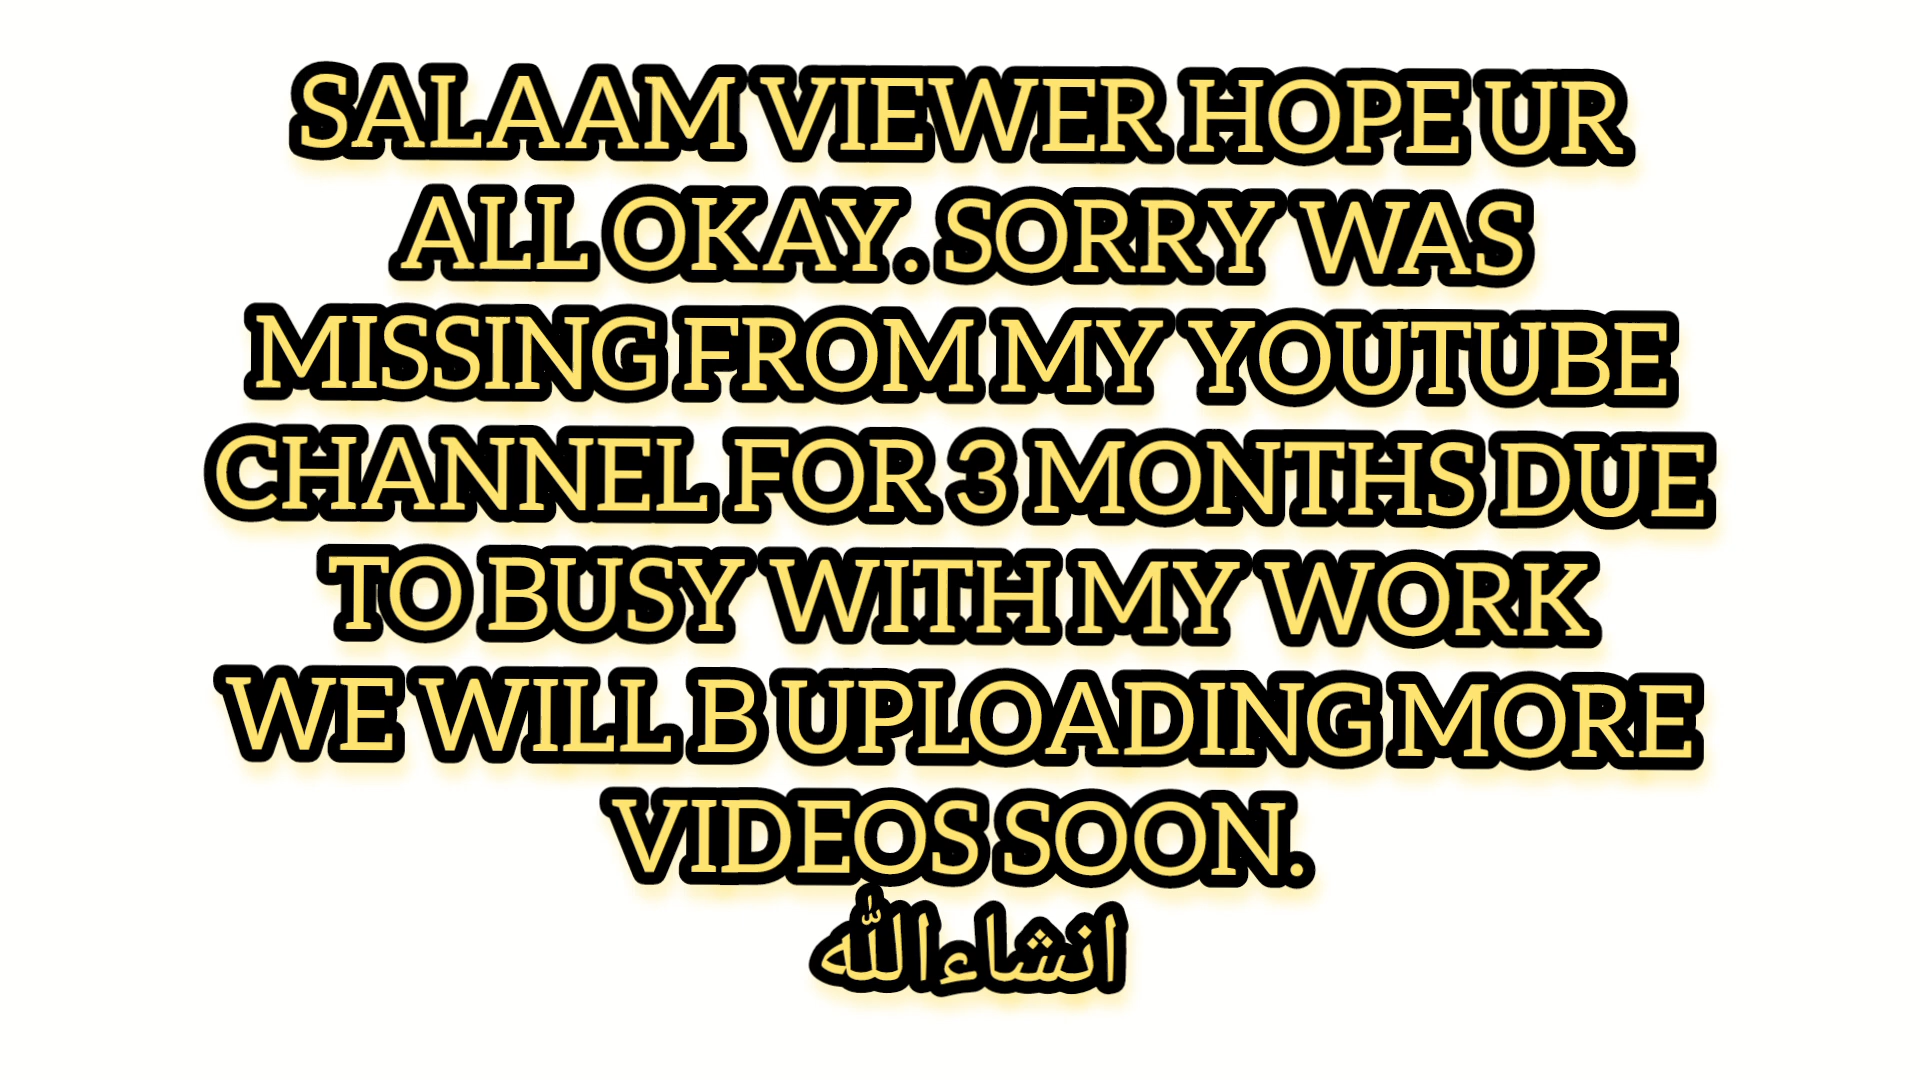 SALAAM VIEWER HOPE UR
ALL OKAY. SORRY WAS
MISSING FROM MY YOUTUBE
CHANNEL FOR 3 MONTHS DUE
TO BUSY WITH MY WORK
WE WILL B UPLOADING MORE
VIDEOS SOON.
انشاءالله